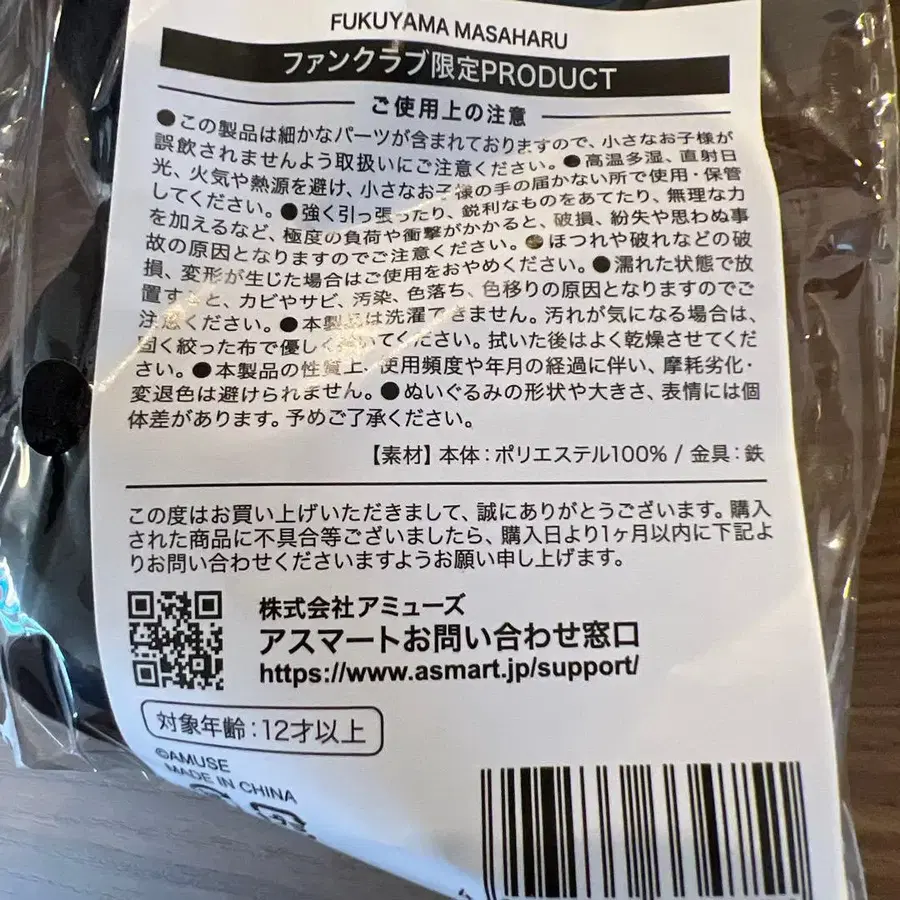 FUKUYAMA MASAHARU
ファンクラブ限定PRODUCT
ご使用上の注意
●この製品は細かなパーツが含まれておりますので、小さなお子様が
誤飲されませんよう取扱いにご注意ください。●高温多湿、直射日
光、火気や熱源を避け、小さなお子様の手の届かない所で使用・保管
してください。●強く引っ張ったり、鋭利なものをあてたり、無理な力
を加えるなど、極度の負荷や衝撃がかかると、破損、紛失や思わぬ事
故の原因となりますのでご注意ください。●ほつれや破れなどの破
損、変形が生じた場合はご使用をおやめください。●濡れた状態で放
置すると、カビやサビ、汚染、色落ち、色移りの原因となりますのでご
注意ください。●本製品は洗濯できません。汚れが気になる場合は、
固く絞った布で優しく拭いてください。拭いた後はよく乾燥させてくだ
さい。●本製品の性質上、使用頻度や年月の経過に伴い、摩耗劣化・
変退色は避けられません。●ぬいぐるみの形状や大きさ、表情には個
体差があります。予めご了承ください。
【素材】本体：ポリエステル100% / 金具：鉄
この度はお買い上げいただきまして、誠にありがとうございます。購入
された商品に不具合等ございましたら、購入日より1ヶ月以内に下記よ
りお問い合わせくださいますようお願い申し上げます。
株式会社アミューズ
アスマートお問い合わせ窓口
https://www.asmart.jp/support/
対象年齢：12才以上
©AMUSE
MADE IN CHINA